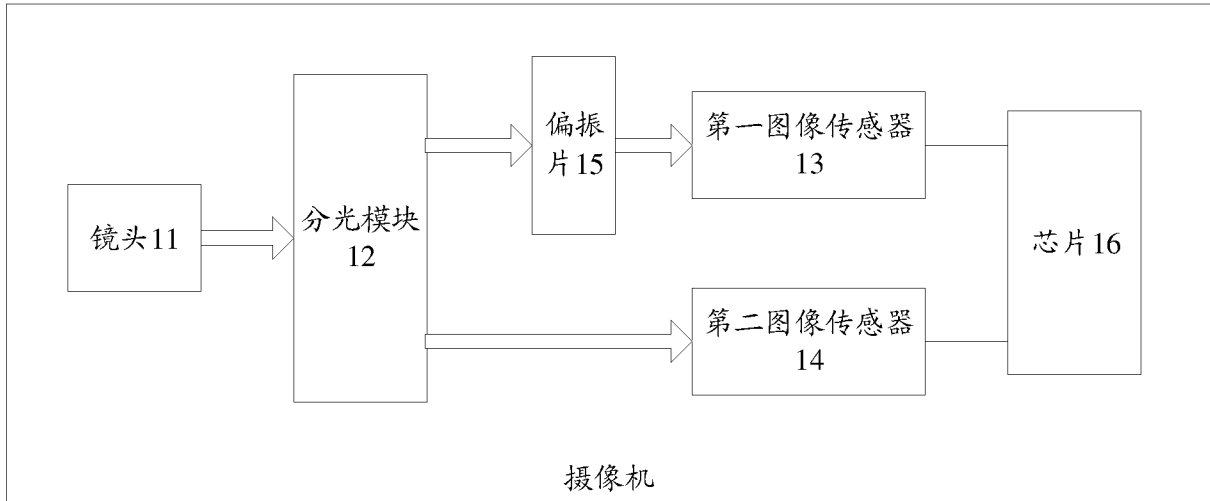 镜头11
分光模块
12
偏振
片15
第一图像传感器
13
第二图像传感器
14
芯片16
摄像机